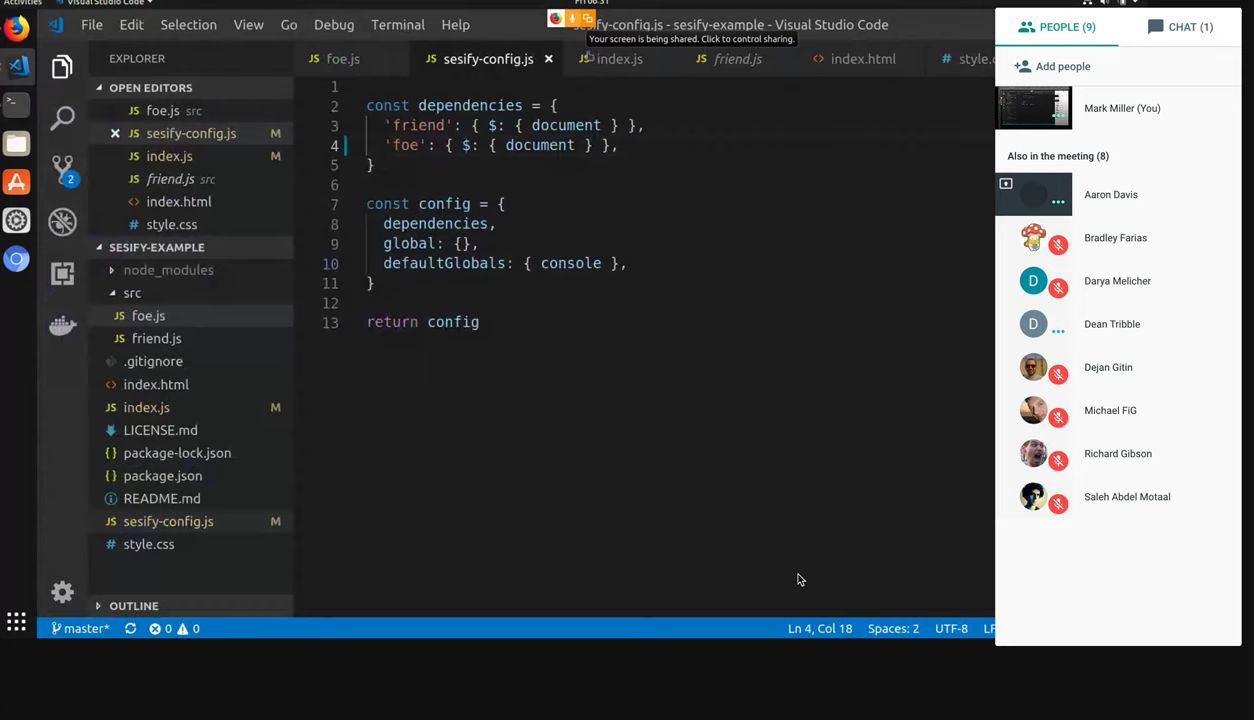 Activities
Visual Studio Code
Fri 06:31
File Edit Selection View Go Debug Terminal Help
sesify-config.js - sesify-example - Visual Studio Code
Your screen is being shared. Click to control sharing.
EXPLORER
foe.js
sesify-config.js
index.js
friend.js
index.html
style.c
OPEN EDITORS
JS foe.js src
JS sesify-config.js M
JS index.js M
JS friend.js src
<> index.html
# style.css
SESIFY-EXAMPLE
node_modules
src
JS foe.js
JS friend.js
.gitignore
<> index.html
JS index.js M
LICENSE.md
{} package-lock.json
{} package.json
README.md
JS sesify-config.js M
# style.css
OUTLINE
2
1
2 const dependencies = {
3 'friend': { $: { document } },
4 'foe': { $: { document } },
5 }
6
7 const config = {
8 dependencies,
9 global: {},
10 defaultGlobals: { console },
11 }
12
13 return config
master* 0 0 Ln 4, Col 18 Spaces: 2 UTF-8 LF
PEOPLE (9) CHAT (1)
Add people
Mark Miller (You)
Also in the meeting (8)
Aaron Davis
Bradley Farias
D Darya Melicher
D Dean Tribble
Dejan Gitin
Michael FiG
Richard Gibson
Saleh Abdel Motaal